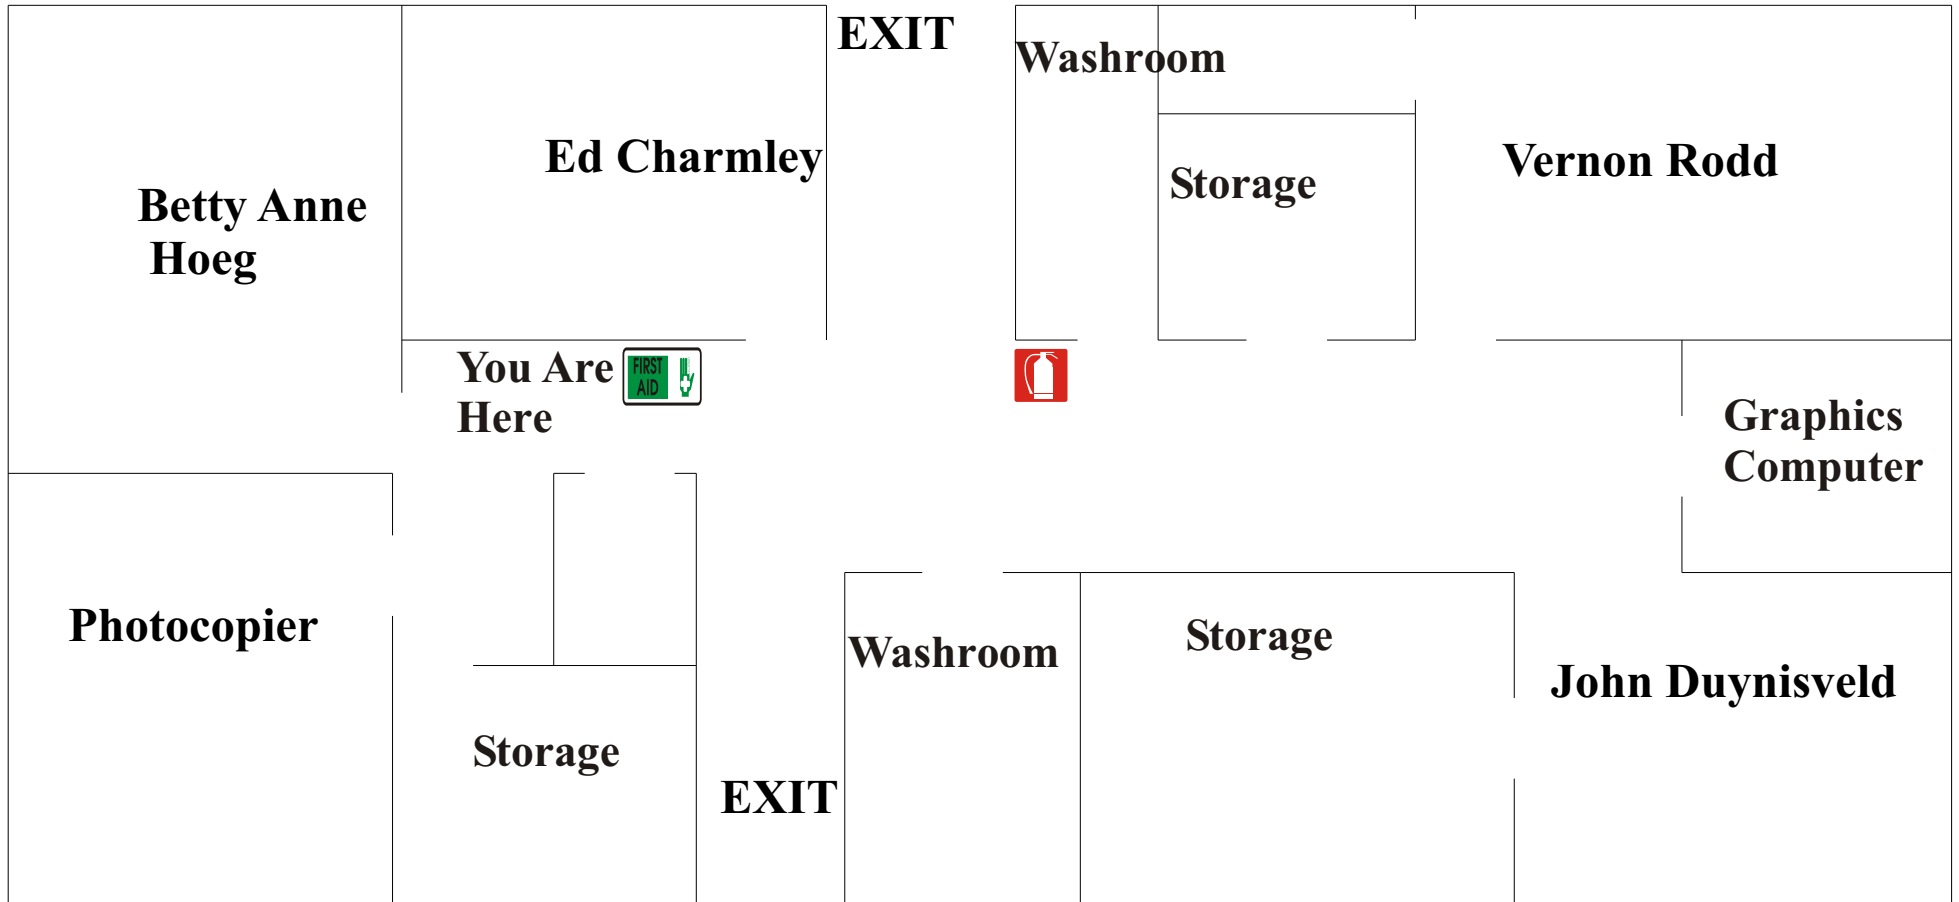 EXIT
Washroom
Ed Charmley
Vernon Rodd
Storage
Betty Anne
Hoeg
You Are
Here
FIRST
AID
Graphics
Computer
Photocopier
Washroom
Storage
John Duynisveld
Storage
EXIT